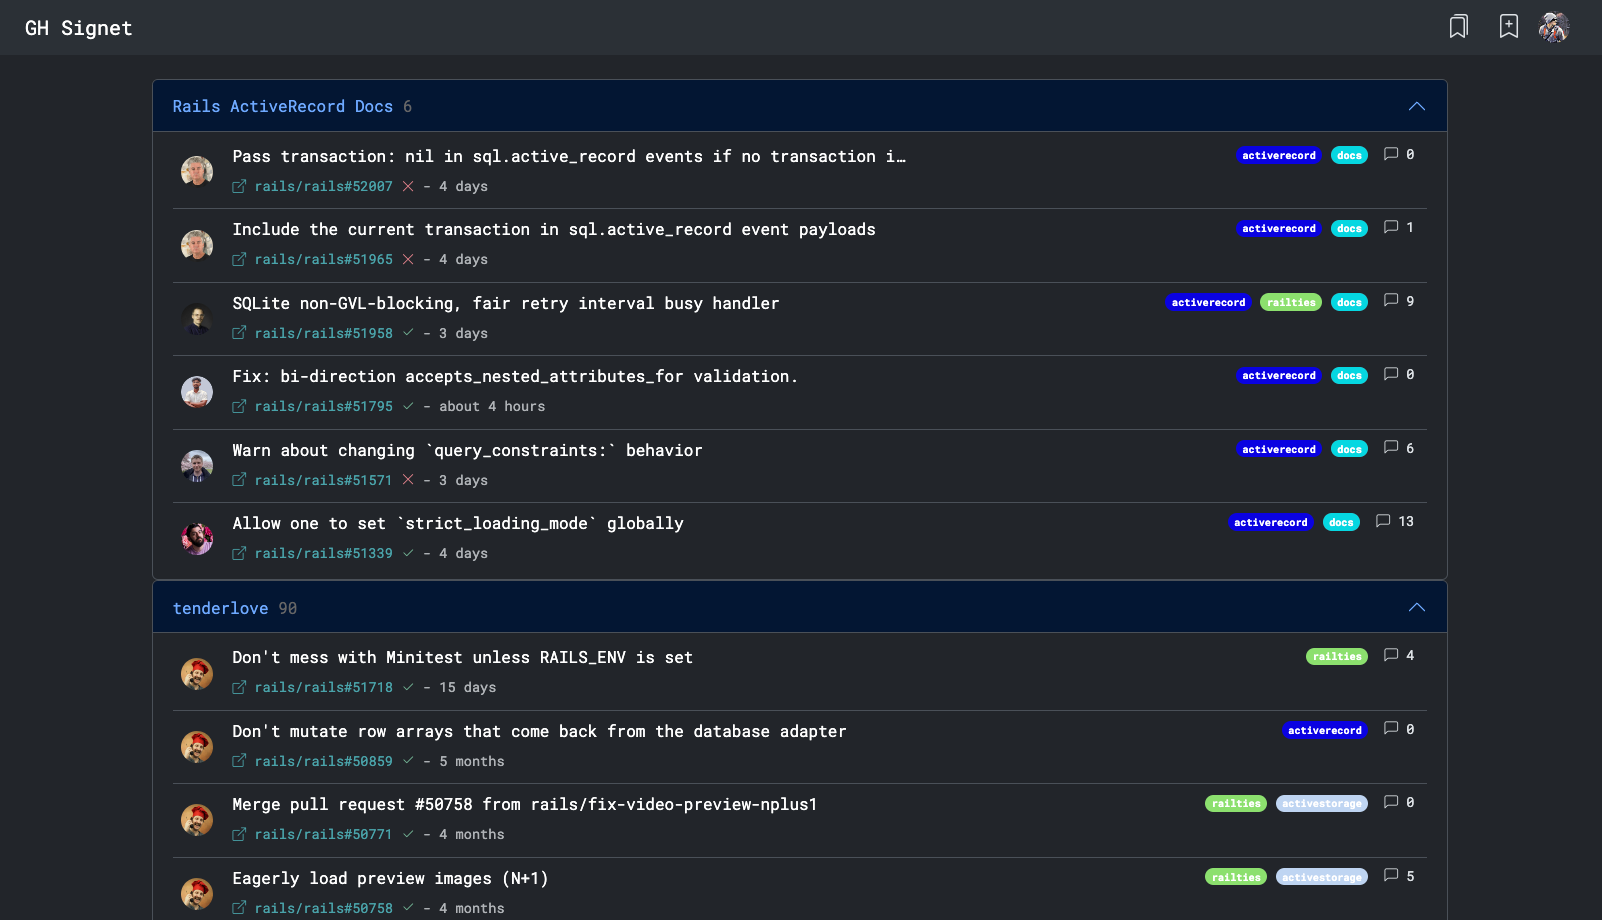 GH Signet
Rails ActiveRecord Docs 6
Pass transaction: nil in sql.active_record events if no transaction i…
activerecord docs 0
rails/rails#52007 - 4 days
Include the current transaction in sql.active_record event payloads
activerecord docs 1
rails/rails#51965 - 4 days
SQLite non-GVL-blocking, fair retry interval busy handler
activerecord railties docs 9
rails/rails#51958 - 3 days
Fix: bi-direction accepts_nested_attributes_for validation.
activerecord docs 0
rails/rails#51795 - about 4 hours
Warn about changing `query_constraints:` behavior
activerecord docs 6
rails/rails#51571 - 3 days
Allow one to set `strict_loading_mode` globally
activerecord docs 13
rails/rails#51339 - 4 days
tenderlove 90
Don't mess with Minitest unless RAILS_ENV is set
railties 4
rails/rails#51718 - 15 days
Don't mutate row arrays that come back from the database adapter
activerecord 0
rails/rails#50859 - 5 months
Merge pull request #50758 from rails/fix-video-preview-nplus1
railties activestorage 0
rails/rails#50771 - 4 months
Eagerly load preview images (N+1)
railties activestorage 5
rails/rails#50758 - 4 months